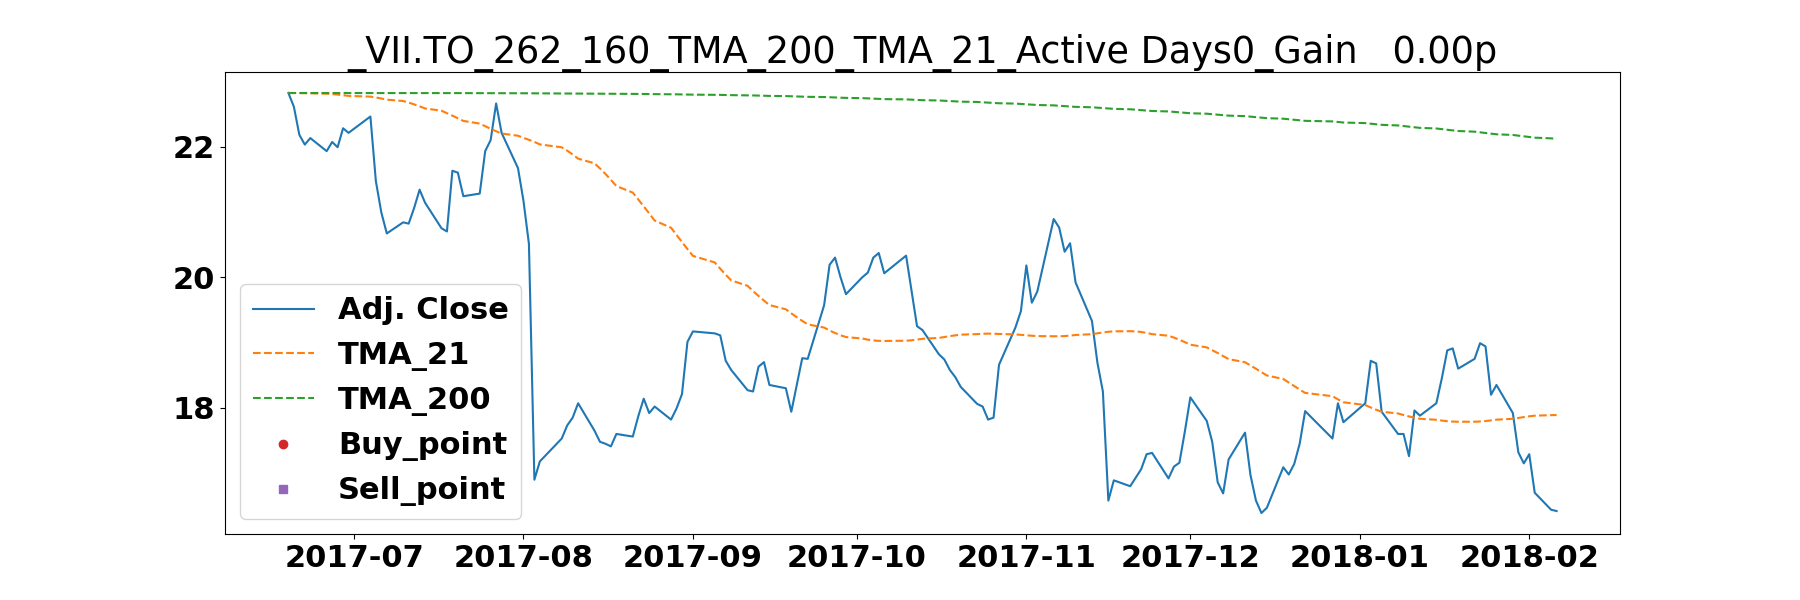 _VII.TO_262_160_TMA_200_TMA_21_Active Days0_Gain   0.00p
22
20
18
Adj. Close
TMA_21
TMA_200
Buy_point
Sell_point
2017-07 2017-08 2017-09 2017-10 2017-11 2017-12 2018-01 2018-02